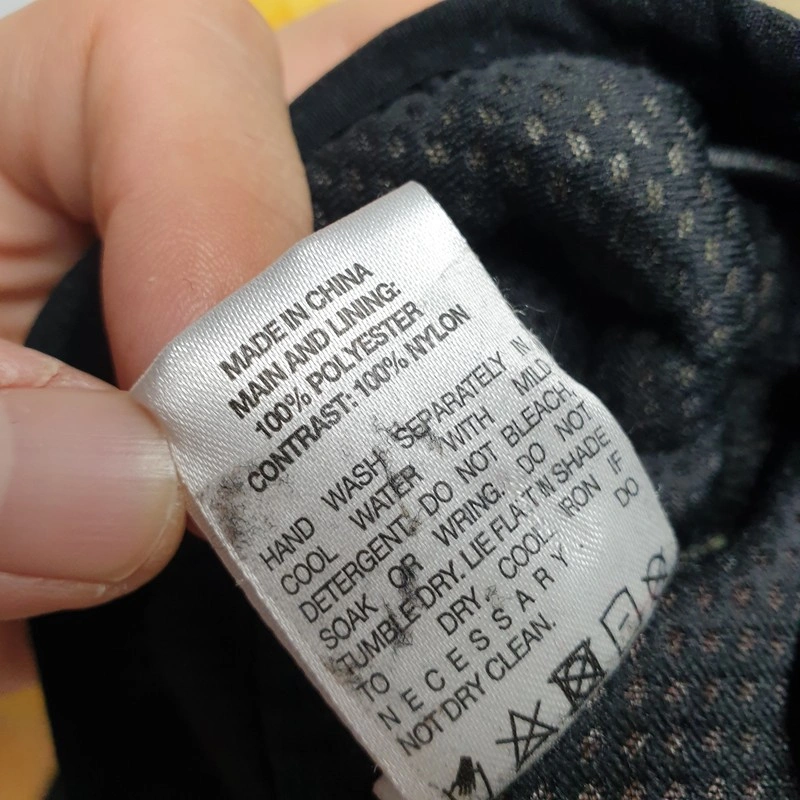 MADE IN CHINA
MAIN AND LINING:
100% POLYESTER
CONTRAST: 100% NYLON
HAND WASH SEPARATELY IN
COOL WATER WITH MILD
DETERGENT. DO NOT BLEACH,
SOAK OR WRING. DO NOT
TUMBLE DRY. LIE FLAT IN SHADE
TO DRY. COOL IRON IF
NECESSARY. DO
NOT DRY CLEAN.